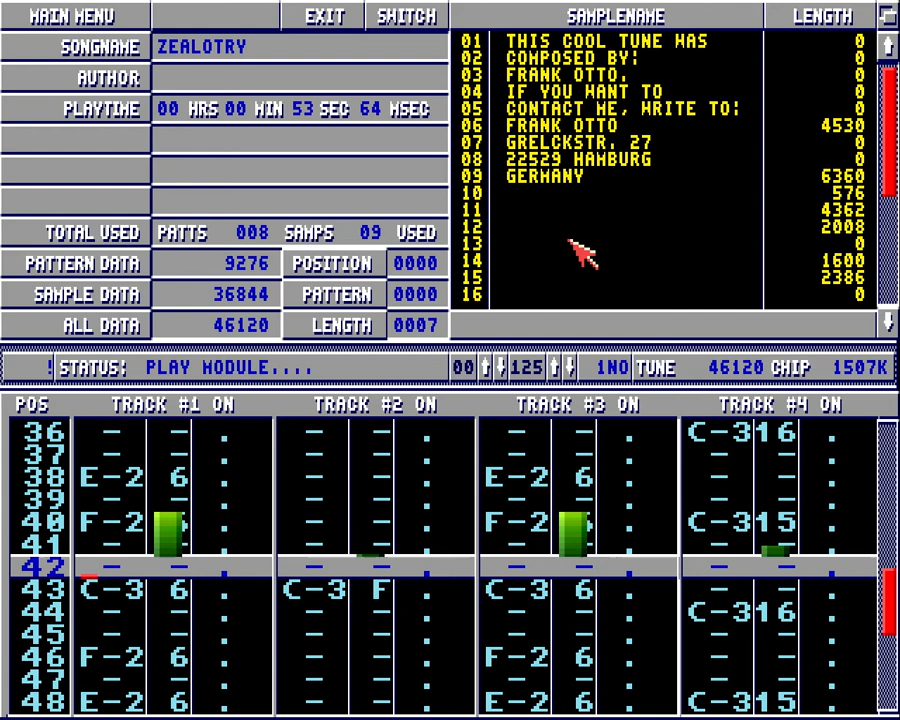 MAIN MENU EXIT SWITCH SAMPLENAME LENGTH
SONGNAME ZEALOTRY
AUTHOR
PLAYTIME 00 HRS 00 MIN 53 SEC 64 MSEC
TOTAL USED PATTS 008 SAMPS 09 USED
PATTERN DATA 9276 POSITION 0000
SAMPLE DATA 36844 PATTERN 0000
ALL DATA 46120 LENGTH 0007
01 THIS COOL TUNE WAS 0
02 COMPOSED BY: 0
03 FRANK OTTO. 0
04 IF YOU WANT TO 0
05 CONTACT ME, WRITE TO: 0
06 FRANK OTTO 4530
07 GRELCKSTR. 27 0
08 22529 HAMBURG 0
09 GERMANY 6360
10 576
11 4362
12 2008
13 0
14 1600
15 2386
16 0
! STATUS: PLAY MODULE.... 00 125 1NO TUNE 46120 CHIP 1507K
POS TRACK #1 ON TRACK #2 ON TRACK #3 ON TRACK #4 ON
36 – – . – – . – – . C-316 .
37 – – . – – . – – . – – .
38 E-2 6 . – – . E-2 6 . – – .
39 – – . – – . – – . – – .
40 F-2 . – – . F-2 . C-315 .
41 – – . – – . – – . – – .
42 – 6 . – – . – 6 . – – .
43 C-3 6 . C-3 F . C-3 6 . – – .
44 – – . – – . – – . C-316 .
45 – – . – – . – – . – – .
46 F-2 6 . – – . F-2 6 . – – .
47 – – . – – . – – . – – .
48 E-2 6 . – – . E-2 6 . C-315 .